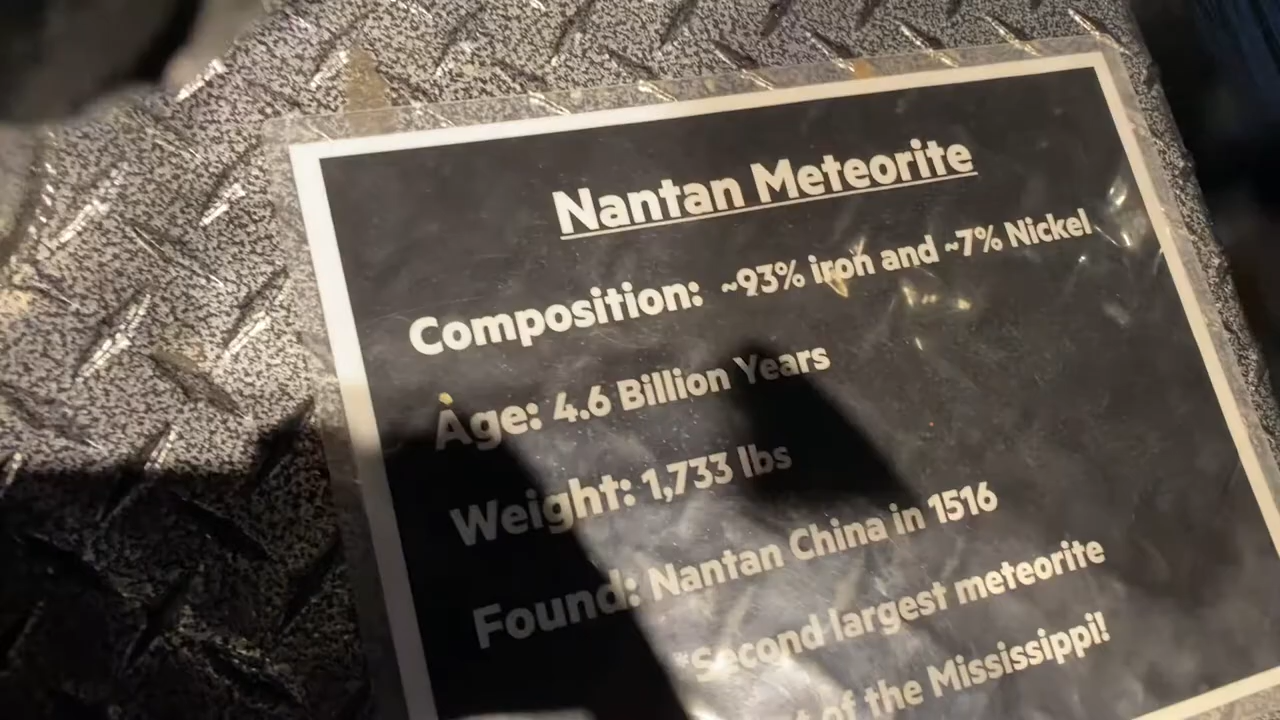 Nantan Meteorite
Composition: ~93% iron and ~7% Nickel
Age: 4.6 Billion Years
Weight: 1,733 lbs
Found: Nantan China in 1516
*Second largest meteorite
of the Mississippi!